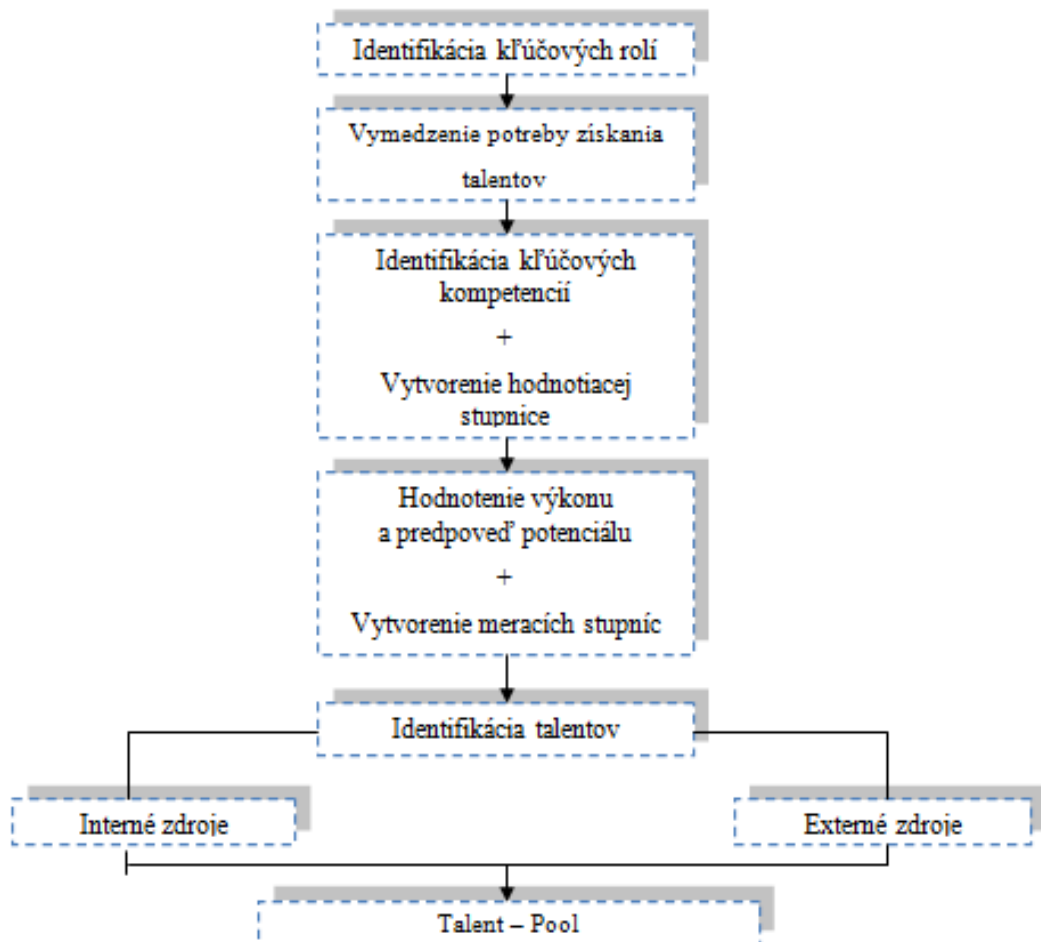 Identifikácia kľúčových rolí
Vymedzenie potreby získania
talentov
Identifikácia kľúčových
kompetencií
+
Vytvorenie hodnotiacej
stupnice
Hodnotenie výkonu
a predpoveď potenciálu
+
Vytvorenie meracích stupníc
Identifikácia talentov
Interné zdroje
Externé zdroje
Talent – Pool